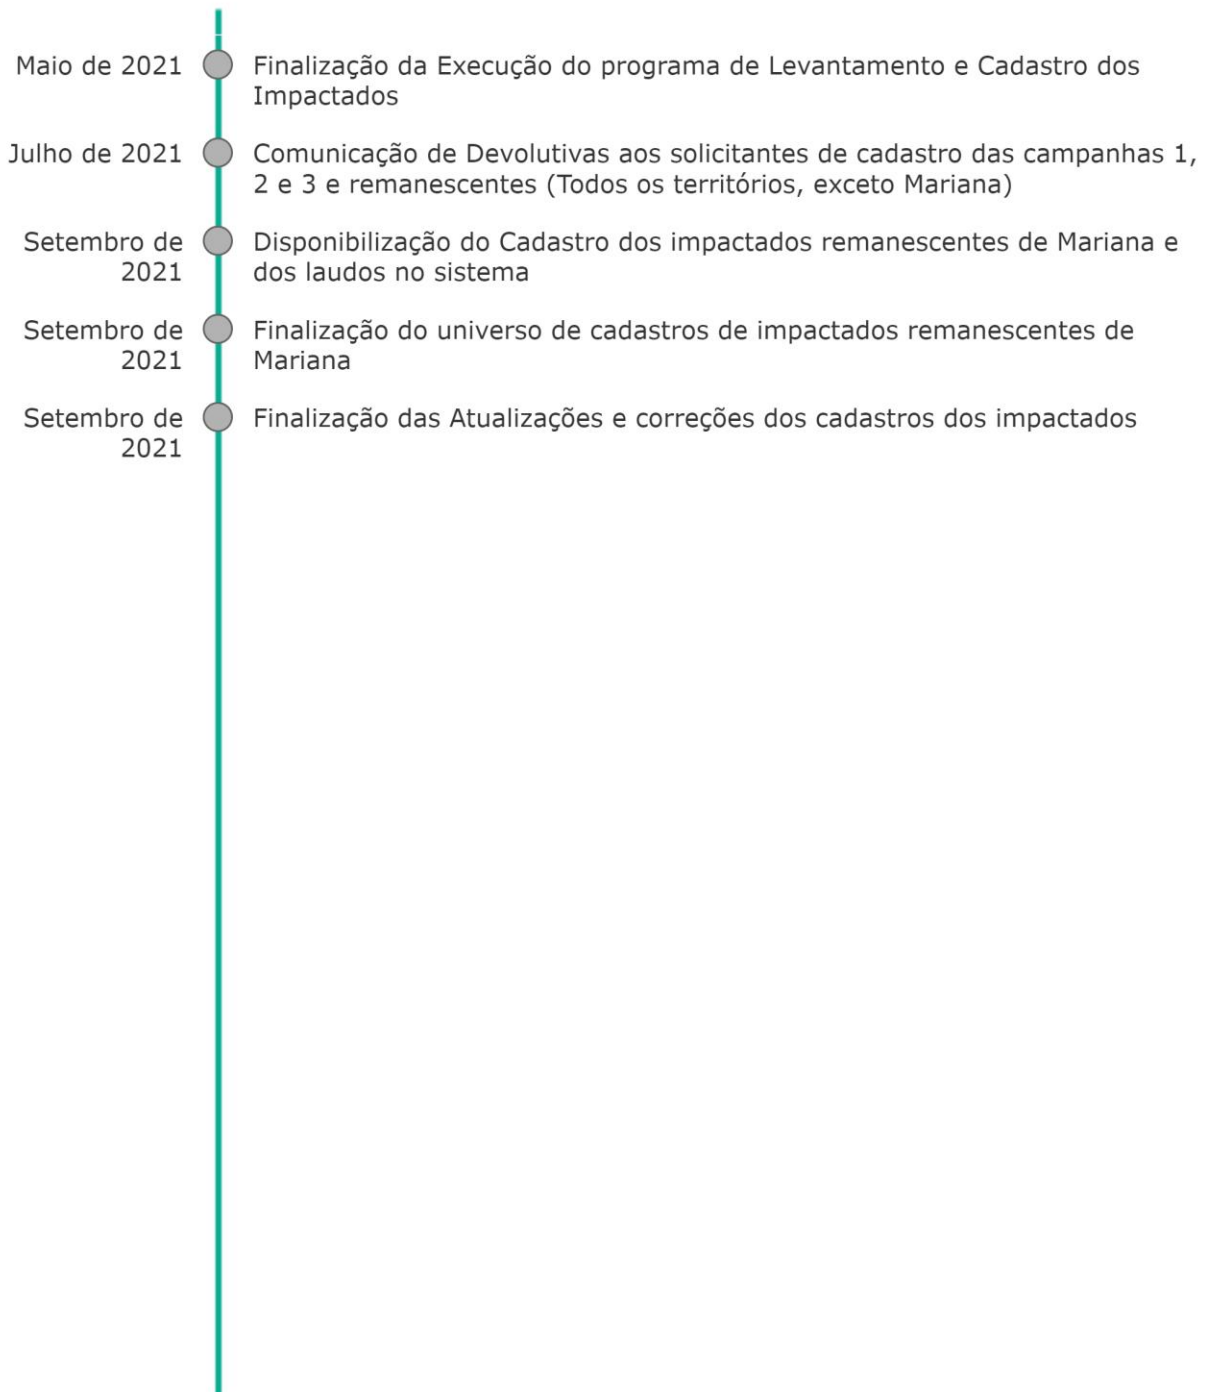 Maio de 2021 Finalização da Execução do programa de Levantamento e Cadastro dos
Impactados
Julho de 2021 Comunicação de Devolutivas aos solicitantes de cadastro das campanhas 1,
2 e 3 e remanescentes (Todos os territórios, exceto Mariana)
Setembro de Disponibilização do Cadastro dos impactados remanescentes de Mariana e
2021 dos laudos no sistema
Setembro de Finalização do universo de cadastros de impactados remanescentes de
2021 Mariana
Setembro de Finalização das Atualizações e correções dos cadastros dos impactados
2021